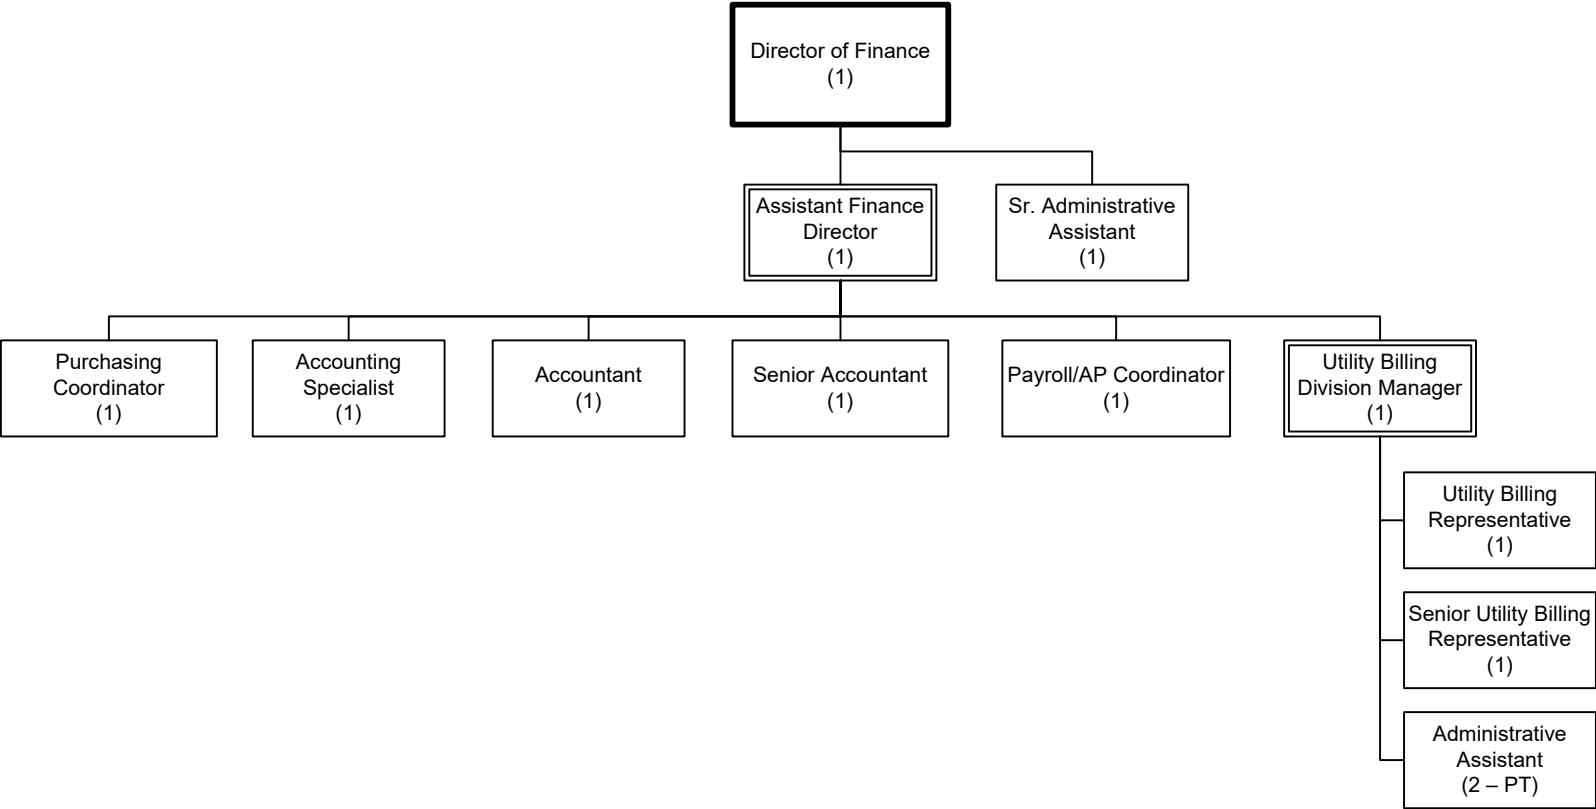 Director of Finance
(1)
Assistant Finance
Director
(1)
Sr. Administrative
Assistant
(1)
Purchasing
Coordinator
(1)
Accounting
Specialist
(1)
Accountant
(1)
Senior Accountant
(1)
Payroll/AP Coordinator
(1)
Utility Billing
Division Manager
(1)
Utility Billing
Representative
(1)
Senior Utility Billing
Representative
(1)
Administrative
Assistant
(2 – PT)